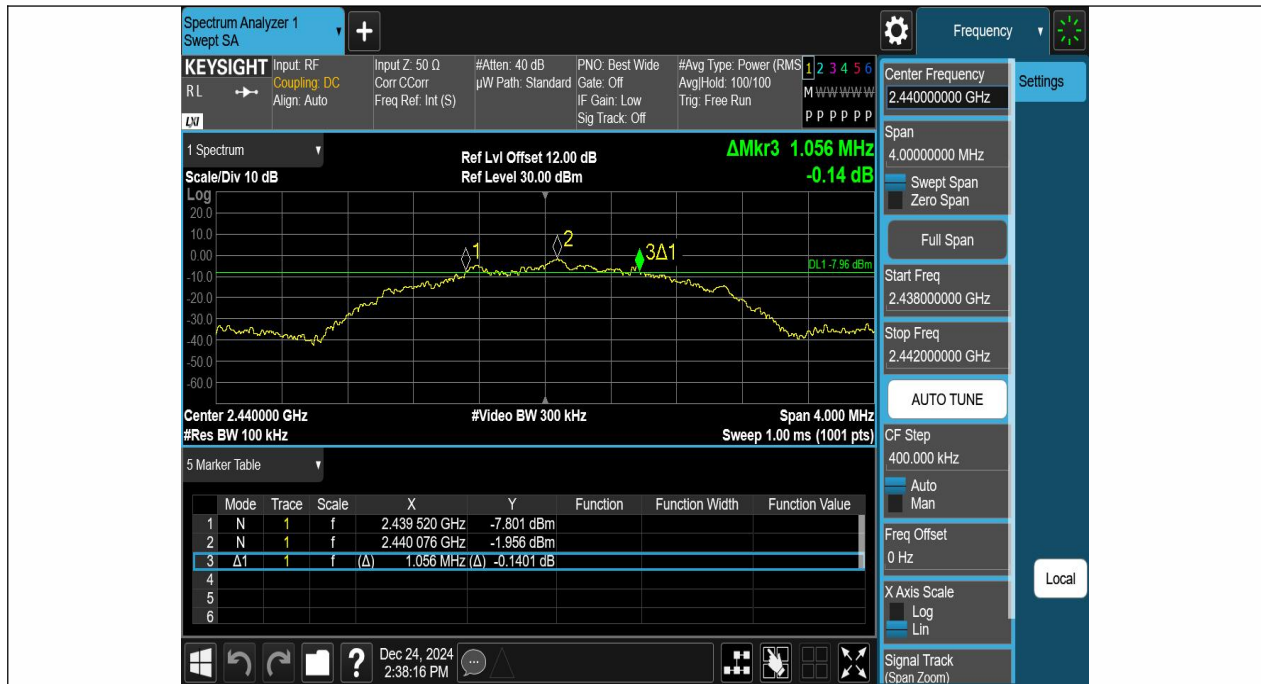 Spectrum Analyzer 1
Swept SA
+
Frequency
KEYSIGHT
RL
LXI
Input: RF
Coupling: DC
Align: Auto
Input Z: 50 Ω
Corr CCorr
Freq Ref: Int (S)
#Atten: 40 dB
µW Path: Standard
PNO: Best Wide
Gate: Off
IF Gain: Low
Sig Track: Off
#Avg Type: Power (RMS
Avg|Hold: 100/100
Trig: Free Run
1 2 3 4 5 6
M W W W W W
P P P P P P
1 Spectrum
Scale/Div 10 dB
Ref Lvl Offset 12.00 dB
Ref Level 30.00 dBm
ΔMkr3 1.056 MHz
-0.14 dB
Log
20.0
10.0
0.00
-10.0
-20.0
-30.0
-40.0
-50.0
-60.0
1
2
3Δ1
DL1 -7.96 dBm
Center 2.440000 GHz
#Video BW 300 kHz
Span 4.000 MHz
#Res BW 100 kHz
Sweep 1.00 ms (1001 pts)
5 Marker Table
Mode Trace Scale X Y Function Function Width Function Value
1 N 1 f 2.439 520 GHz -7.801 dBm
2 N 1 f 2.440 076 GHz -1.956 dBm
3 Δ1 1 f (Δ) 1.056 MHz (Δ) -0.1401 dB
4
5
6
?
Dec 24, 2024
2:38:16 PM
Center Frequency
2.440000000 GHz
Settings
Span
4.00000000 MHz
Swept Span
Zero Span
Full Span
Start Freq
2.438000000 GHz
Stop Freq
2.442000000 GHz
AUTO TUNE
CF Step
400.000 kHz
Auto
Man
Freq Offset
0 Hz
X Axis Scale
Log
Lin
Local
Signal Track
(Span Zoom)